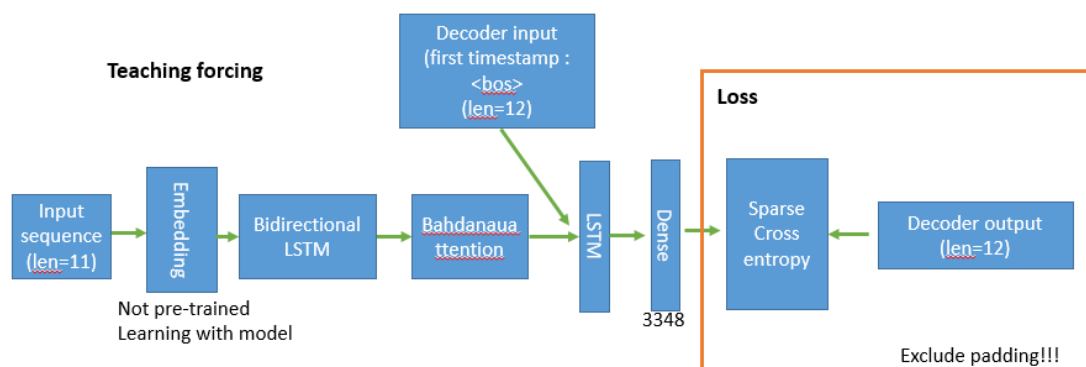 Teaching forcing
Decoder input
(first timestamp :
<bos>
(len=12)
Loss
Input
sequence
(len=11)
Embedding
Bidirectional
LSTM
Bahdanaua
ttention
LSTM
Dense
Sparse
Cross
entropy
Decoder output
(len=12)
Not pre-trained
Learning with model
3348
Exclude padding!!!